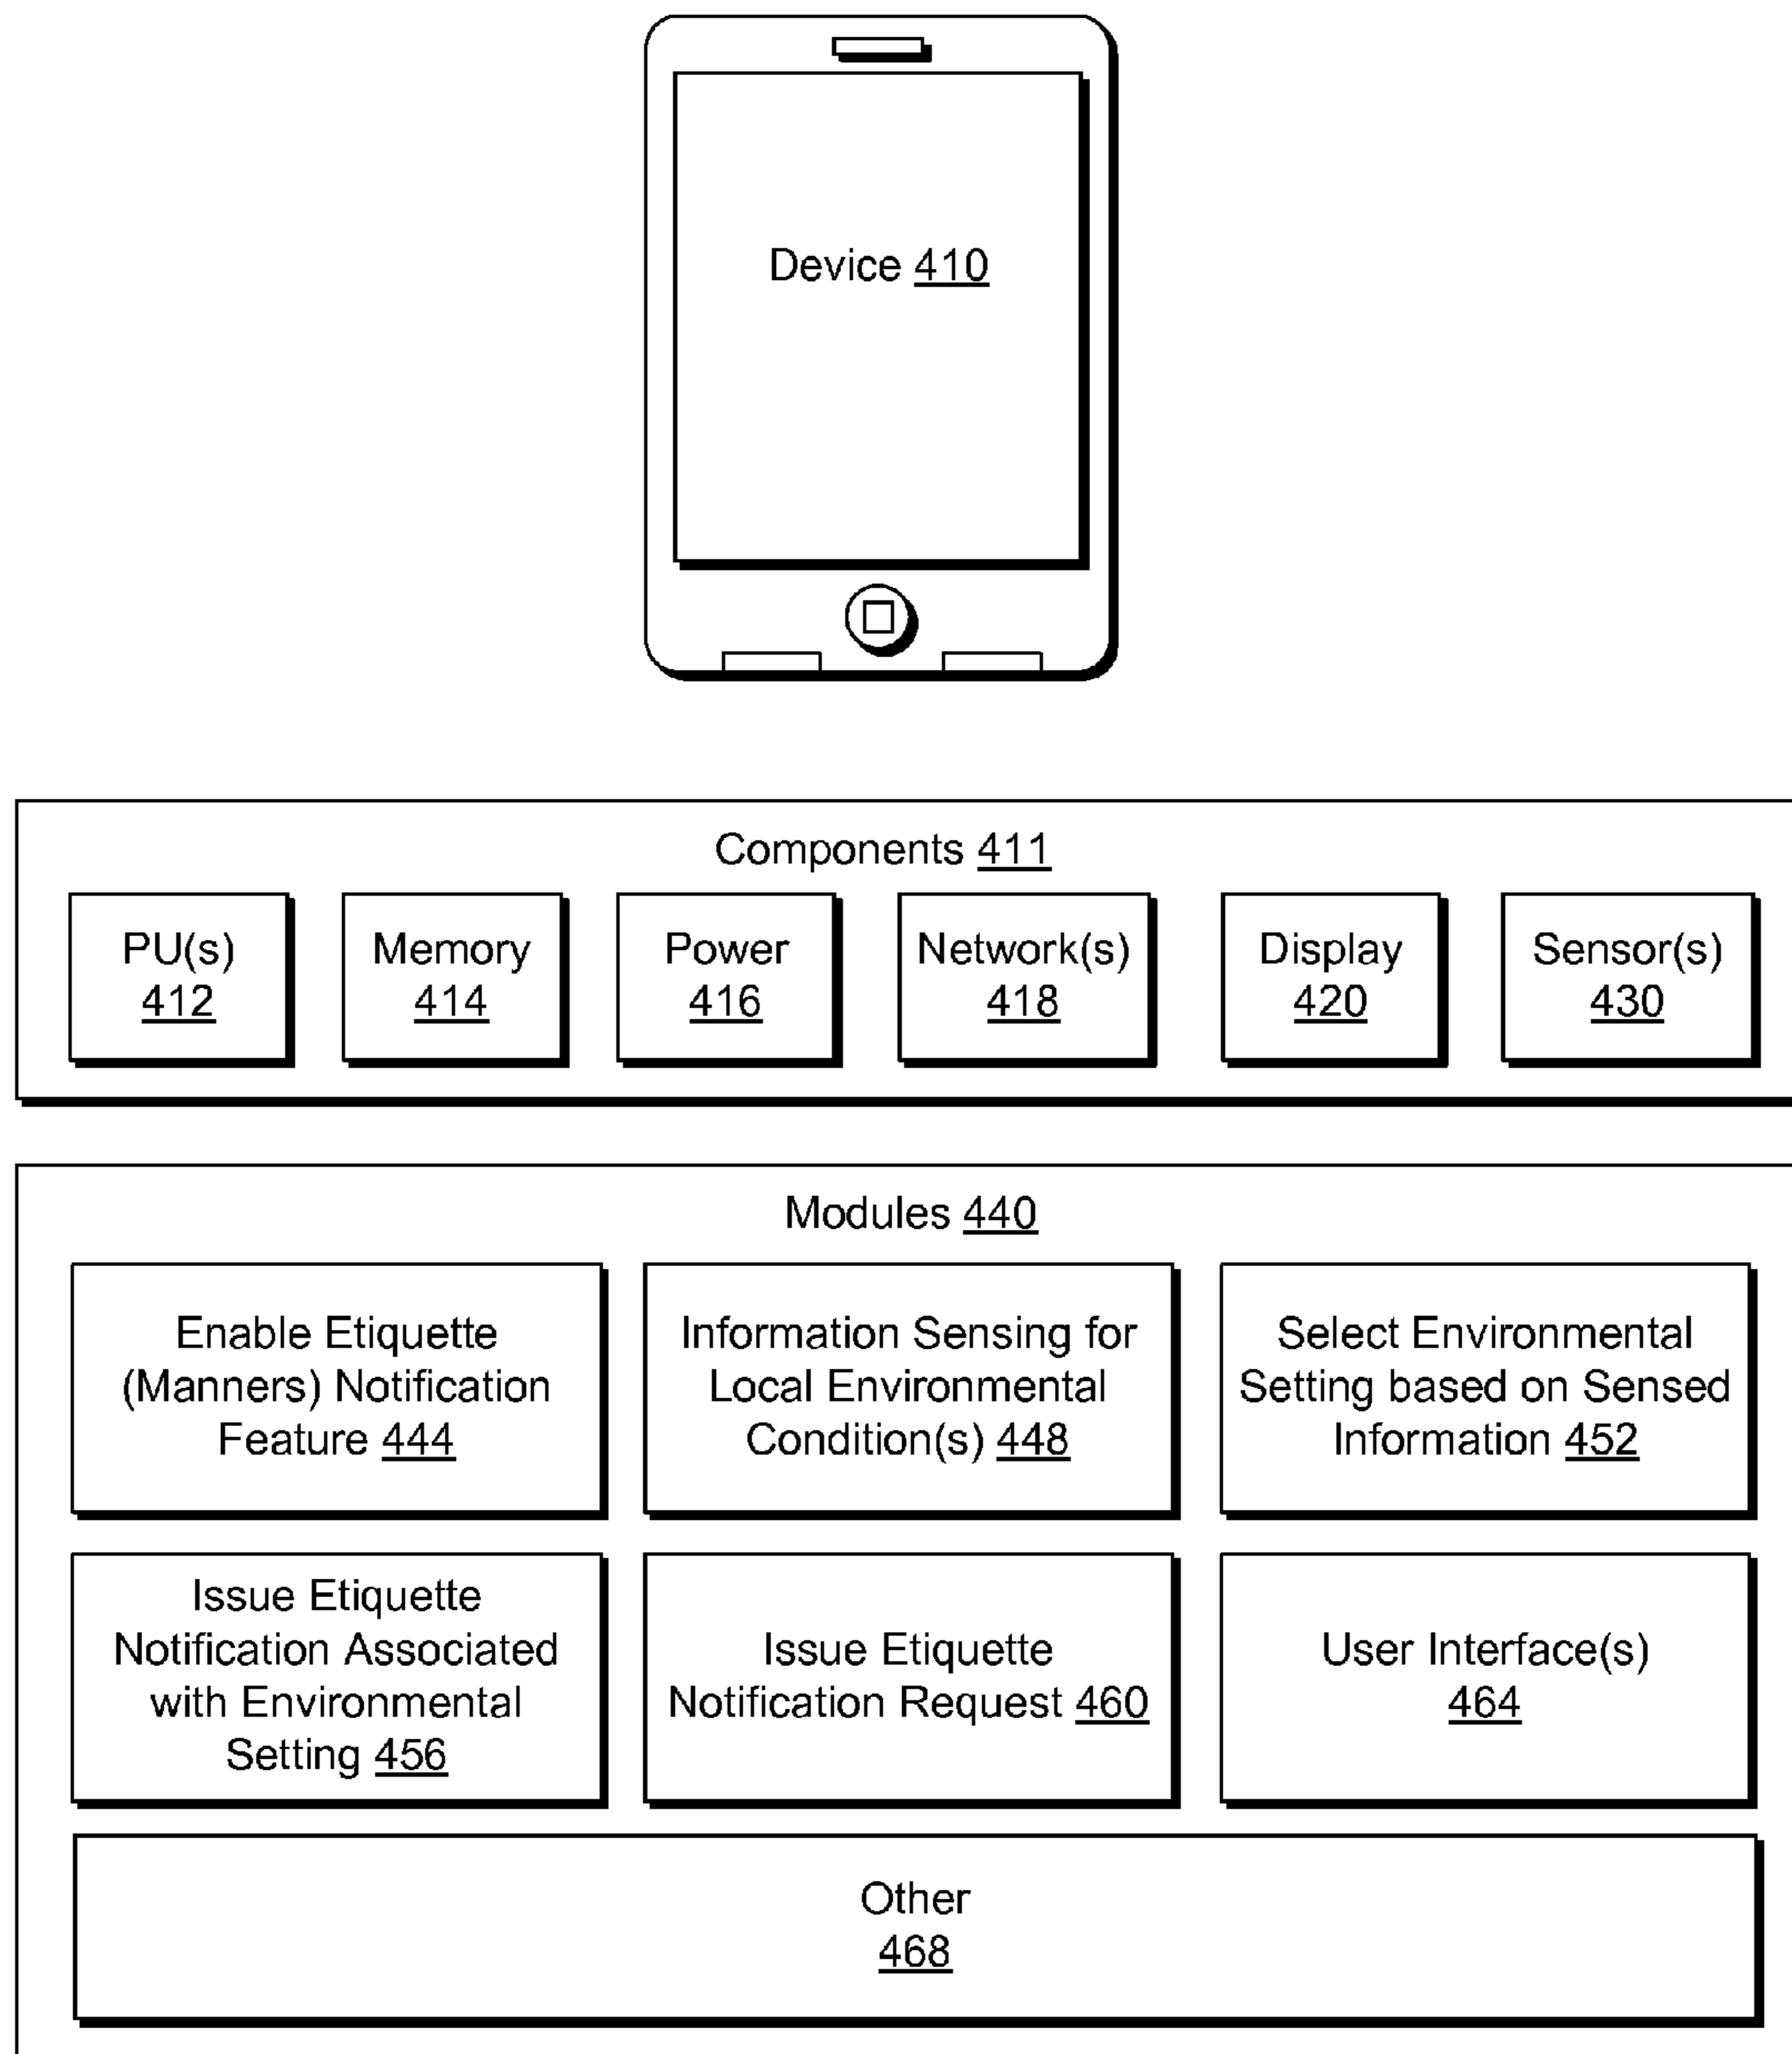 Device 410
Components 411
PU(s)
412
Memory
414
Power
416
Network(s)
418
Display
420
Sensor(s)
430
Modules 440
Enable Etiquette
(Manners) Notification
Feature 444
Information Sensing for
Local Environmental
Condition(s) 448
Select Environmental
Setting based on Sensed
Information 452
Issue Etiquette
Notification Associated
with Environmental
Setting 456
Issue Etiquette
Notification Request 460
User Interface(s)
464
Other
468